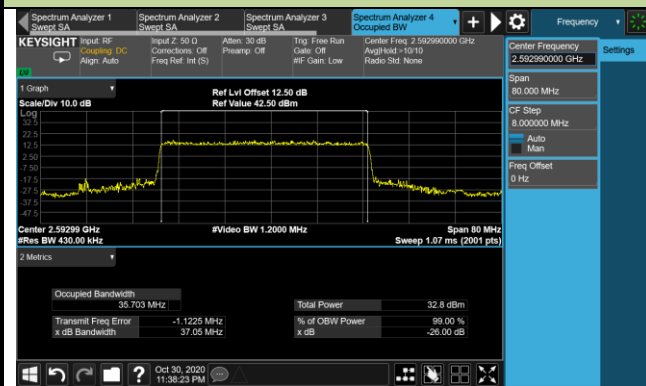 Spectrum Analyzer 1
Swept SA
Spectrum Analyzer 2
Swept SA
Spectrum Analyzer 3
Swept SA
Spectrum Analyzer 4
Occupied BW
Frequency
KEYSIGHT
Input: RF
Coupling: DC
Align: Auto
Input Z: 50 Ω
Corrections: Off
Freq Ref: Int (S)
Atten: 30 dB
Preamp: Off
Trig: Free Run
Gate: Off
#IF Gain: Low
Center Freq: 2.592990000 GHz
Avg|Hold:>10/10
Radio Std: None
Center Frequency
2.592990000 GHz
Settings
Span
80.000 MHz
CF Step
8.000000 MHz
Auto
Man
Freq Offset
0 Hz
1 Graph
Scale/Div 10.0 dB
Ref Lvl Offset 12.50 dB
Ref Value 42.50 dBm
Log
32.5
22.5
12.5
2.50
-7.50
-17.5
-27.5
-37.5
-47.5
Center 2.59299 GHz
#Res BW 430.00 kHz
#Video BW 1.2000 MHz
Span 80 MHz
Sweep 1.07 ms (2001 pts)
2 Metrics
Occupied Bandwidth
35.703 MHz
Total Power 32.8 dBm
Transmit Freq Error -1.1225 MHz
% of OBW Power 99.00 %
x dB Bandwidth 37.05 MHz
x dB -26.00 dB
Oct 30, 2020
11:38:23 PM